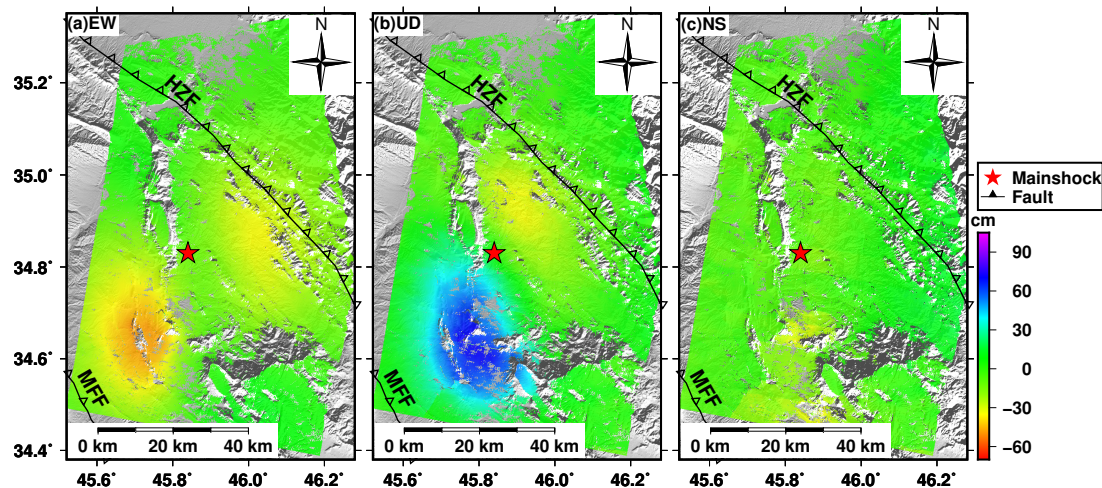 (a)EW
N
HZF
MFF
0 km 20 km 40 km
(b)UD
N
HZF
0 km 20 km 40 km
(c)NS
N
HZF
MFF
0 km 20 km 40 km
35.2°
35.0°
34.8°
34.6°
34.4°
45.6° 45.8° 46.0° 46.2°
45.6° 45.8° 46.0° 46.2°
45.6° 45.8° 46.0° 46.2°
Mainshock
Fault
cm
90
60
30
0
−30
−60